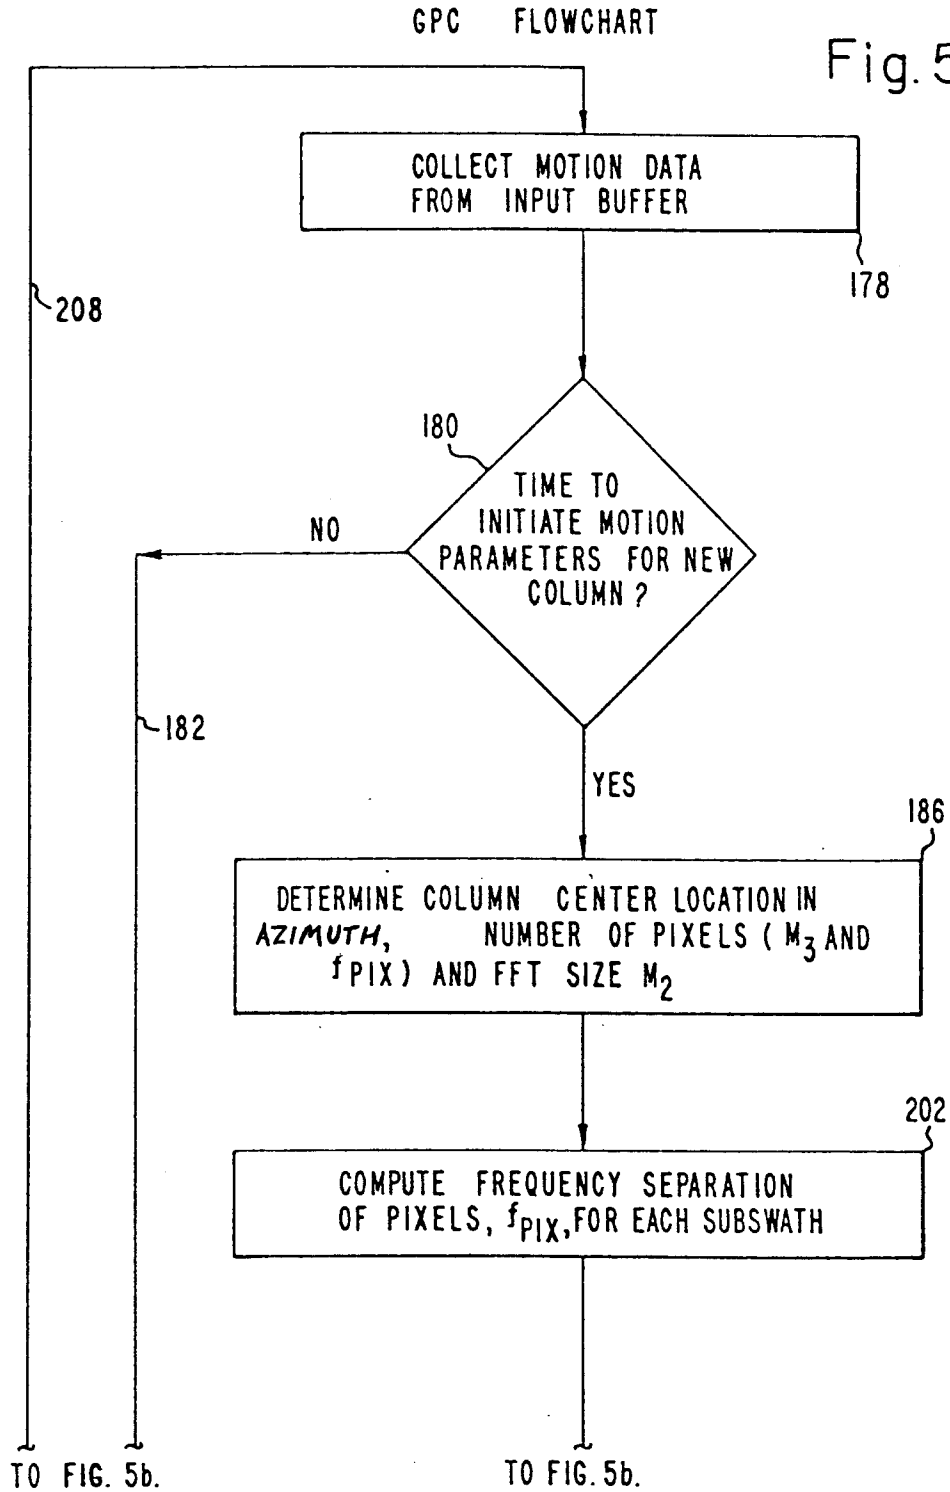 GPC FLOWCHART
Fig. 5
COLLECT MOTION DATA
FROM INPUT BUFFER
178
208
180
TIME TO
INITIATE MOTION
PARAMETERS FOR NEW
COLUMN ?
NO
182
YES
186
DETERMINE COLUMN CENTER LOCATION IN
AZIMUTH, NUMBER OF PIXELS ( M₃ AND
fPIX ) AND FFT SIZE M₂
202
COMPUTE FREQUENCY SEPARATION
OF PIXELS, fPIX, FOR EACH SUBSWATH
TO FIG. 5b.
TO FIG. 5b.